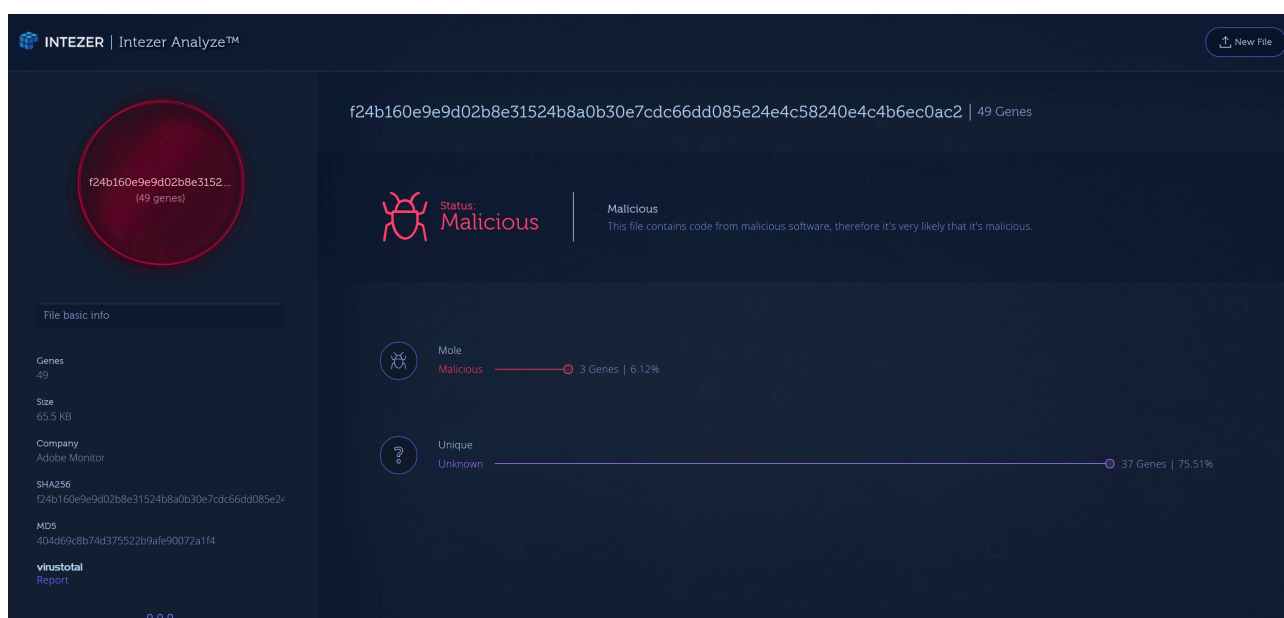 INTEZER | Intezer Analyze™
New File
f24b160e9e9d02b8e3152...
(49 genes)
File basic info
Genes
49
Size
65.5 KB
Company
Adobe Monitor
SHA256
f24b160e9e9d02b8e31524b8a0b30e7cdc66dd085e24
MD5
404d69c8b74d375522b9afe90072a1f4
virustotal
Report
f24b160e9e9d02b8e31524b8a0b30e7cdc66dd085e24e4c58240e4c4b6ec0ac2 | 49 Genes
Status:
Malicious
Malicious
This file contains code from malicious software, therefore it's very likely that it's malicious.
Mole
Malicious 3 Genes | 6.12%
Unique
Unknown 37 Genes | 75.51%